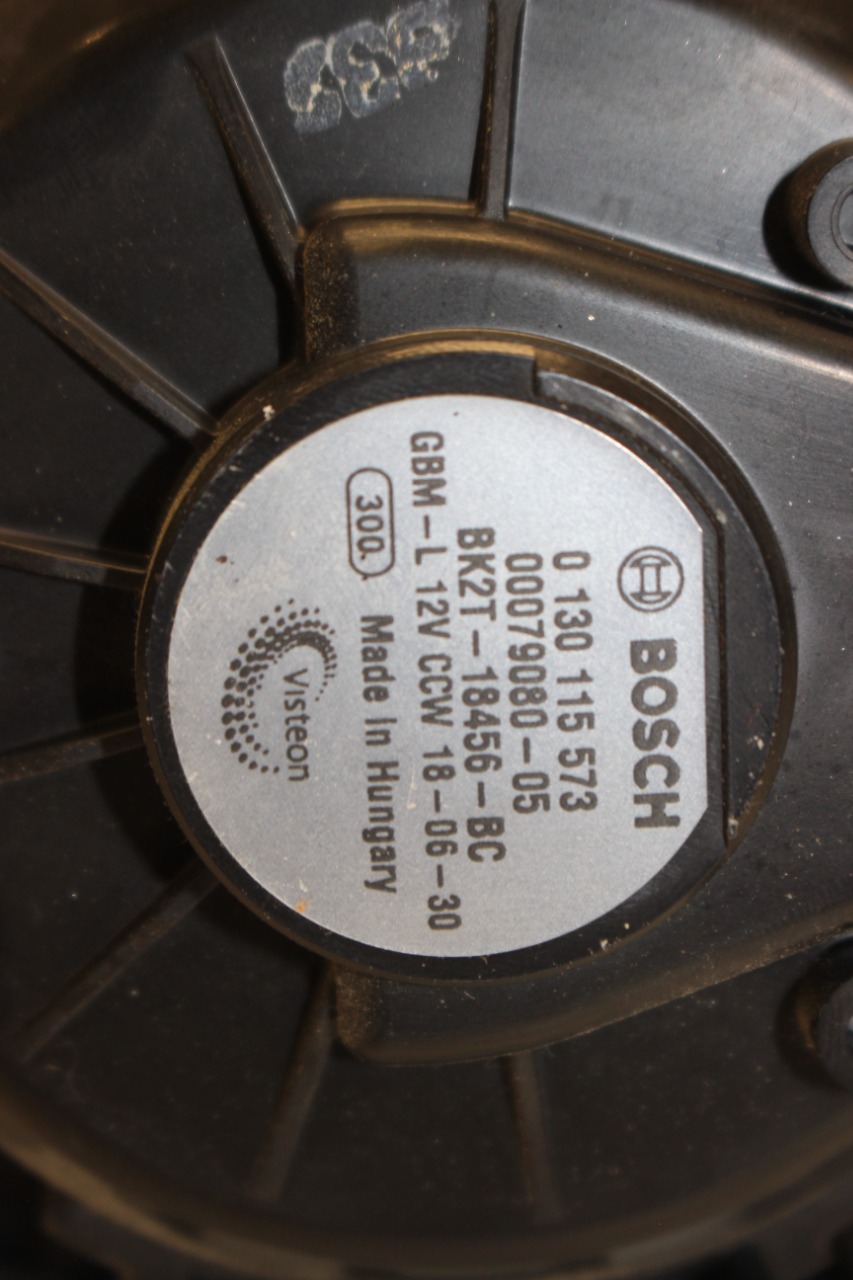 BOSCH
0 130 115 573
00079080-05
BK2T-18456-BC
GBM-L 12V CCW 18-06-30
300. Made in Hungary
Visteon